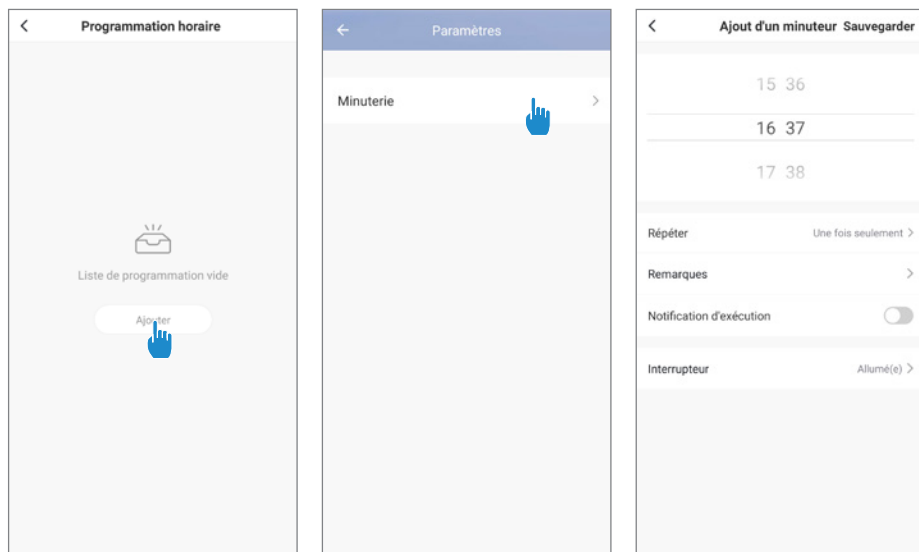 Programmation horaire
Liste de programmation vide
Ajouter
Paramètres
Minuterie
Ajout d'un minuteur Sauvegarder
15 36
16 37
17 38
Répéter Une fois seulement
Remarques
Notification d'exécution
Interrupteur Allumé(e)